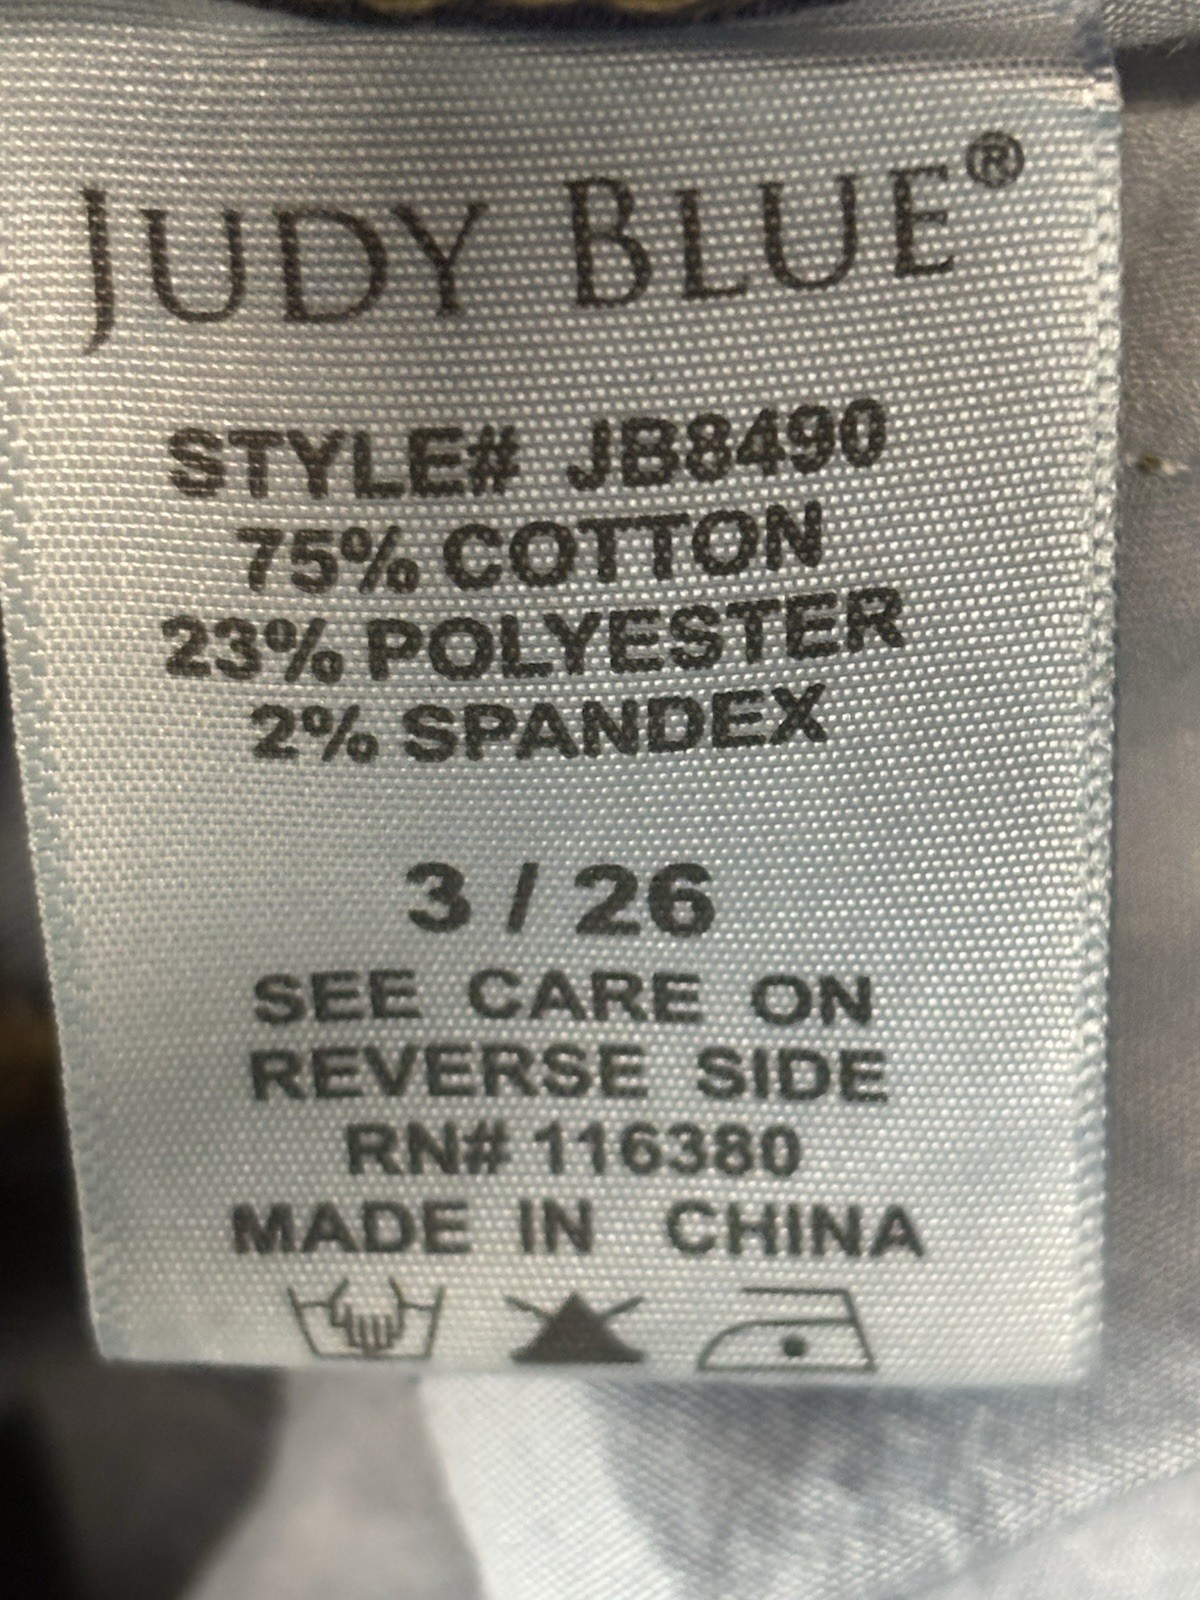 JUDY BLUE®
STYLE# JB8490
75% COTTON
23% POLYESTER
2% SPANDEX
3 / 26
SEE CARE ON
REVERSE SIDE
RN# 116380
MADE IN CHINA